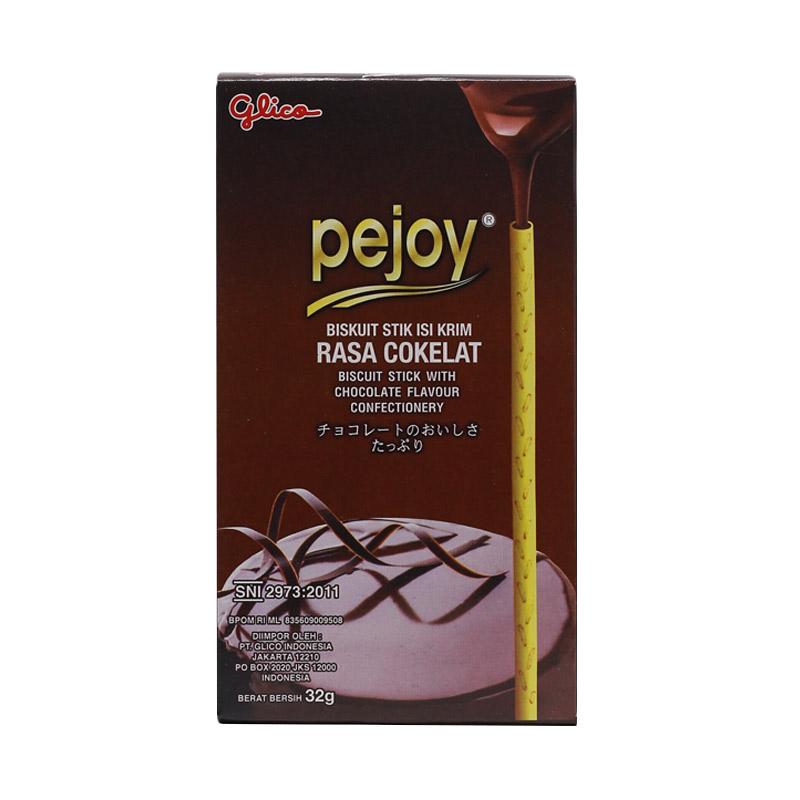 Glico
pejoy®
BISKUIT STIK ISI KRIM
RASA COKELAT
BISCUIT STICK WITH
CHOCOLATE FLAVOUR
CONFECTIONERY
チョコレートのおいしさ
たっぷり
SNI 2973:2011
BPOM RI ML 835609009508
DIIMPOR OLEH :
PT. GLICO INDONESIA
JAKARTA 12210
PO BOX 2020 JKS 12000
INDONESIA
BERAT BERSIH 32g